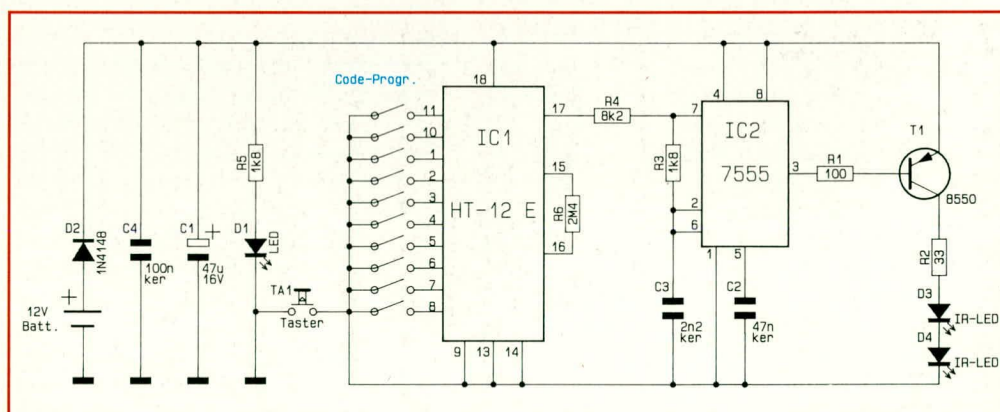 Code-Progr.
18
11
10
1
2
3
4
5
6
7
8
IC1
HT-12 E
17
15
16
9
13
14
R4
8k2
R6
2M4
R3
1k8
4
8
7
IC2
7555
3
2
6
1
5
R1
100
T1
8550
R2
33
D3
IR-LED
D4
IR-LED
C3
2n2
ker
C2
47n
ker
R5
1k8
D1
LED
TA1
Taster
D2
1N4148
C4
100n
ker
C1
+
47u
16V
+
12V
Batt.